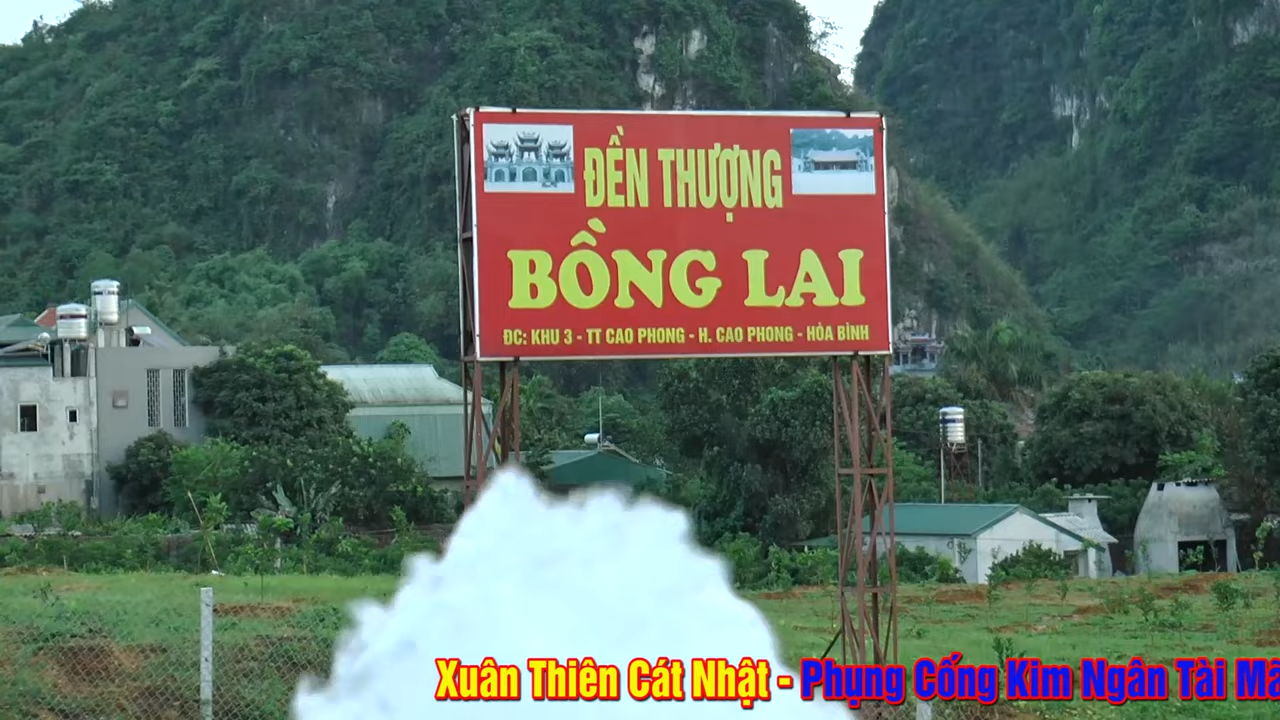 ĐỀN THƯỢNG
BỒNG LAI
ĐC: KHU 3 - TT CAO PHONG - H. CAO PHONG - HÒA BÌNH
Xuân Thiên Cát Nhật - Phụng Cống Kim Ngân Tài